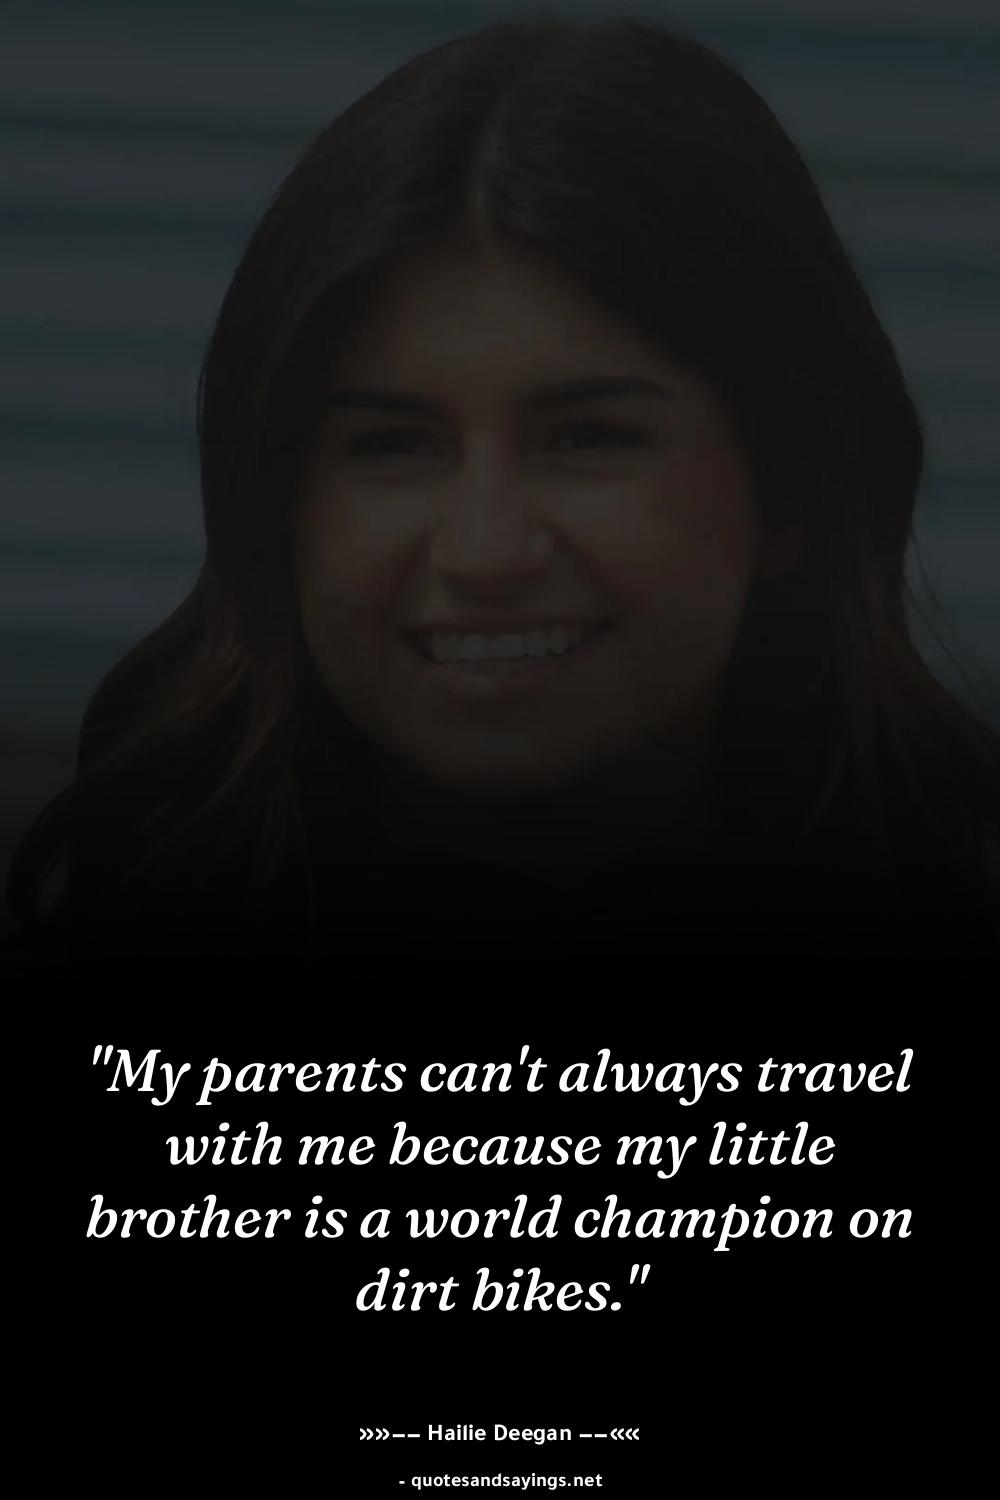 "My parents can't always travel
with me because my little
brother is a world champion on
dirt bikes."
»»–– Hailie Deegan ––««
- quotesandsayings.net